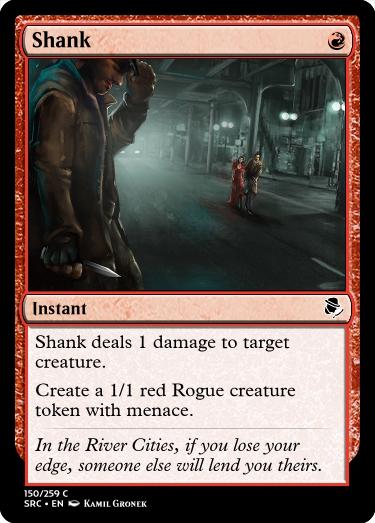 Shank
Instant
Shank deals 1 damage to target
creature.
Create a 1/1 red Rogue creature
token with menace.
In the River Cities, if you lose your
edge, someone else will lend you theirs.
150/259 C
SRC • EN Kamil Gronek